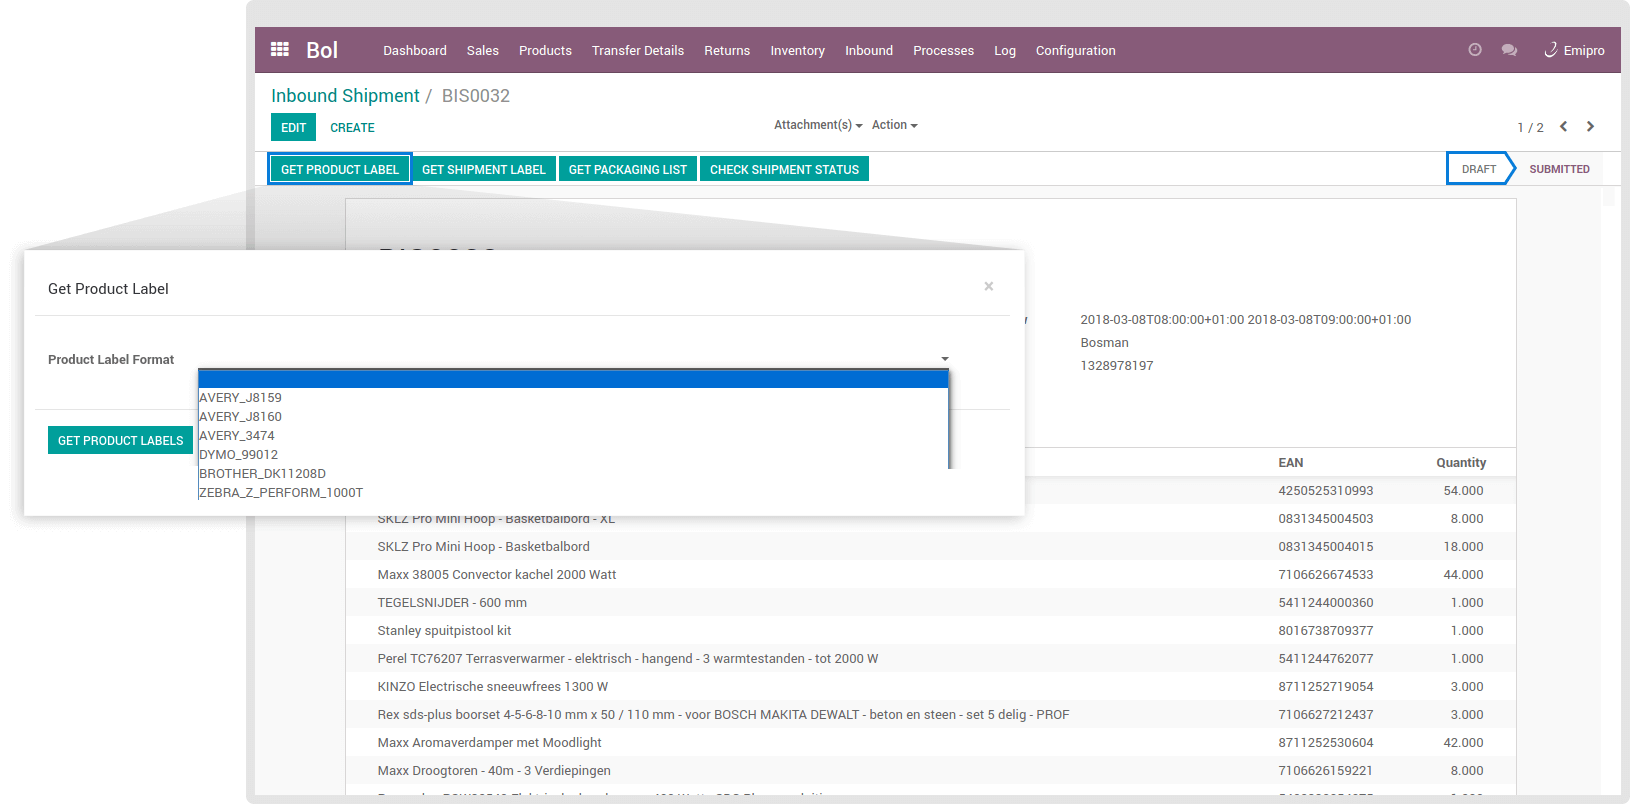 Bol Dashboard Sales Products Transfer Details Returns Inventory Inbound Processes Log Configuration Emipro
Inbound Shipment / BIS0032
EDIT CREATE Attachment(s) Action 1 / 2
GET PRODUCT LABEL GET SHIPMENT LABEL GET PACKAGING LIST CHECK SHIPMENT STATUS DRAFT SUBMITTED
Get Product Label ×
2018-03-08T08:00:00+01:00 2018-03-08T09:00:00+01:00
Bosman
Product Label Format
1328978197
AVERY_J8159
AVERY_J8160
AVERY_3474
GET PRODUCT LABELS
DYMO_99012
BROTHER_DK11208D
ZEBRA_Z_PERFORM_1000T
EAN Quantity
4250525310993 54.000
SKLZ Pro Mini Hoop - Basketbalbord - XL 0831345004503 8.000
SKLZ Pro Mini Hoop - Basketbalbord 0831345004015 18.000
Maxx 38005 Convector kachel 2000 Watt 7106626674533 44.000
TEGELSNIJDER - 600 mm 5411244000360 1.000
Stanley spuitpistool kit 8016738709377 1.000
Perel TC76207 Terrasverwarmer - elektrisch - hangend - 3 warmtestanden - tot 2000 W 5411244762077 1.000
KINZO Electrische sneeuwfrees 1300 W 8711252719054 3.000
Rex sds-plus boorset 4-5-6-8-10 mm x 50 / 110 mm - voor BOSCH MAKITA DEWALT - beton en steen - set 5 delig - PROF 7106627212437 3.000
Maxx Aromaverdamper met Moodlight 8711252530604 42.000
Maxx Droogtoren - 40m - 3 Verdiepingen 7106626159221 8.000